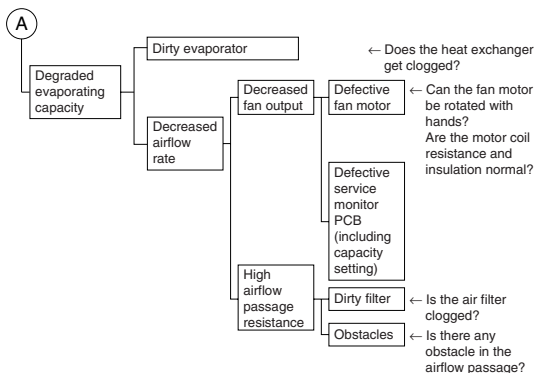 A
Dirty evaporator
← Does the heat exchanger
get clogged?
Degraded
evaporating
capacity
Decreased
fan output
Defective
fan motor
← Can the fan motor
be rotated with
hands?
Are the motor coil
resistance and
insulation normal?
Decreased
airflow
rate
Defective
service
monitor
PCB
(including
capacity
setting)
High
airflow
passage
resistance
Dirty filter
← Is the air filter
clogged?
Obstacles
← Is there any
obstacle in the
airflow passage?